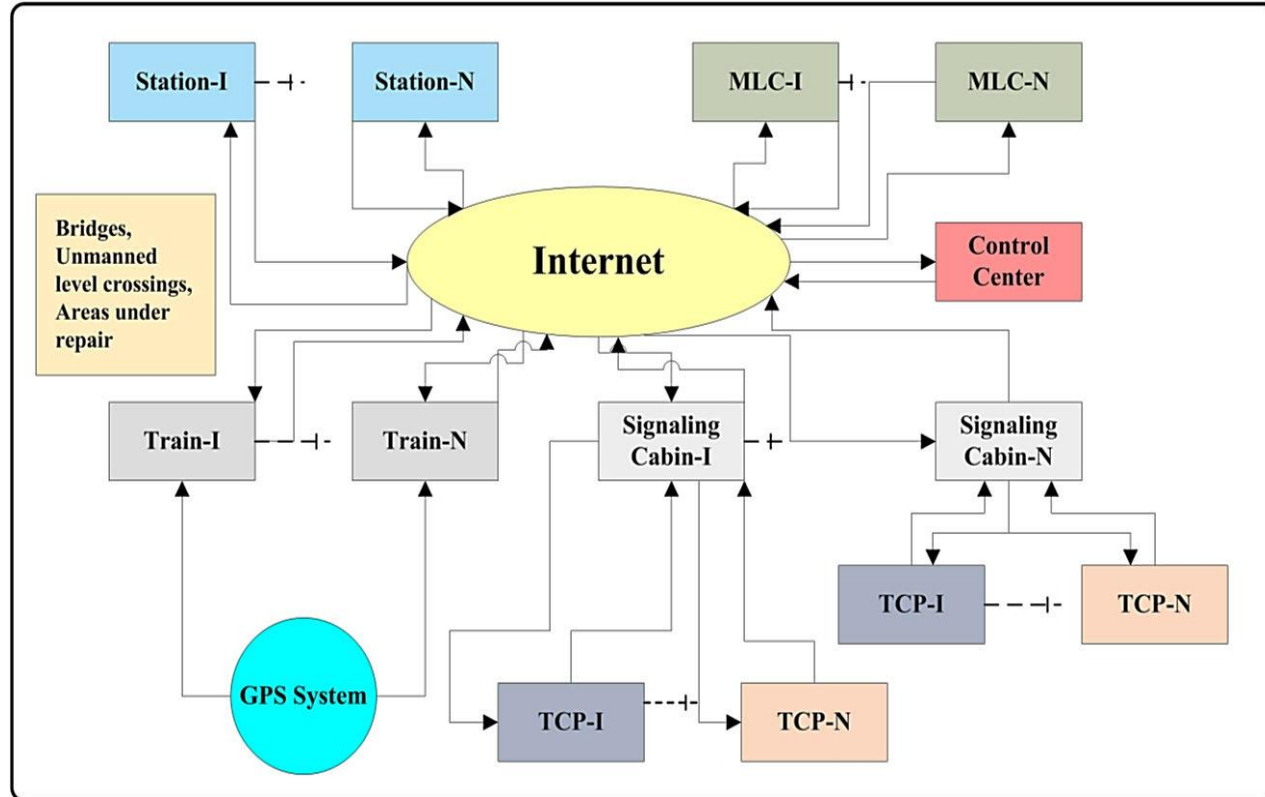 Station-I
Station-N
MLC-I
MLC-N
Bridges,
Unmanned
level crossings,
Areas under
repair
Internet
Control
Center
Train-I
Train-N
Signaling
Cabin-I
Signaling
Cabin-N
TCP-I
TCP-N
GPS System
TCP-I
TCP-N